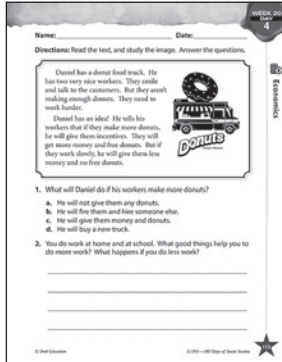 WEEK 20
DAY
4
Name: Date:
Directions: Read the text, and study the image. Answer the questions.
Economics
Daniel has a donut food truck. He
has two very nice workers. They smile
and talk to the customers. But they aren't
making enough donuts. They need to
work harder.
Daniel has an idea! He tells his
workers that if they make more donuts,
he will give them incentives. They will
get more money and free donuts. But if
they work slowly, he will give them less
money and no free donuts.
Donuts
1. What will Daniel do if his workers make more donuts?
a. He will not give them any donuts.
b. He will fire them and hire someone else.
c. He will give them money and donuts.
d. He will buy a new truck.
2. You do work at home and at school. What good things help you to
do more work? What happens if you do less work?
© Shell Education
51393—180 Days of Social Studies